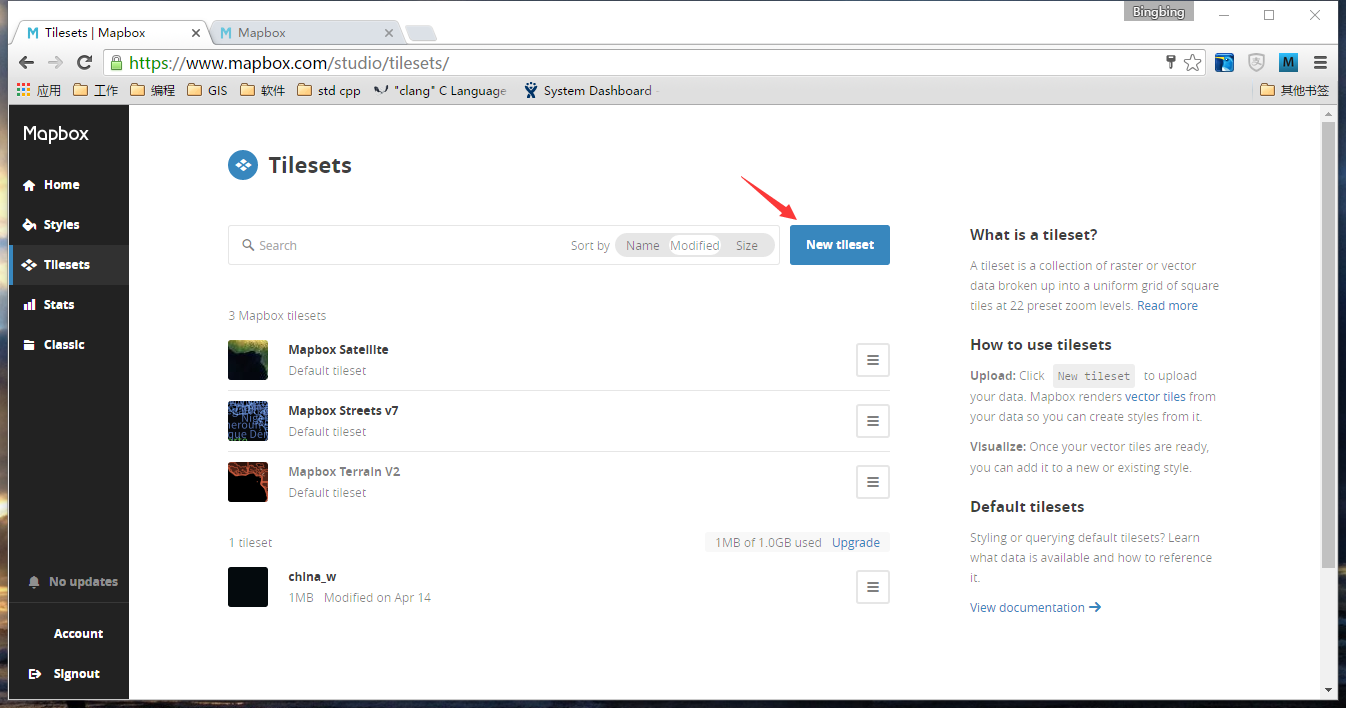 Bingbing
Tilesets | Mapbox
Mapbox
https://www.mapbox.com/studio/tilesets/
应用 工作 编程 GIS 软件 std cpp "clang" C Language System Dashboard 其他书签
Mapbox
Home
Styles
Tilesets
Stats
Classic
No updates
Account
Signout
Tilesets
Search Sort by Name Modified Size New tileset
3 Mapbox tilesets
Mapbox Satellite
Default tileset
Mapbox Streets v7
Default tileset
Mapbox Terrain V2
Default tileset
1 tileset 1MB of 1.0GB used Upgrade
china_w
1MB Modified on Apr 14
What is a tileset?
A tileset is a collection of raster or vector
data broken up into a uniform grid of square
tiles at 22 preset zoom levels. Read more
How to use tilesets
Upload: Click New tileset to upload
your data. Mapbox renders vector tiles from
your data so you can create styles from it.
Visualize: Once your vector tiles are ready,
you can add it to a new or existing style.
Default tilesets
Styling or querying default tilesets? Learn
what data is available and how to reference
it.
View documentation